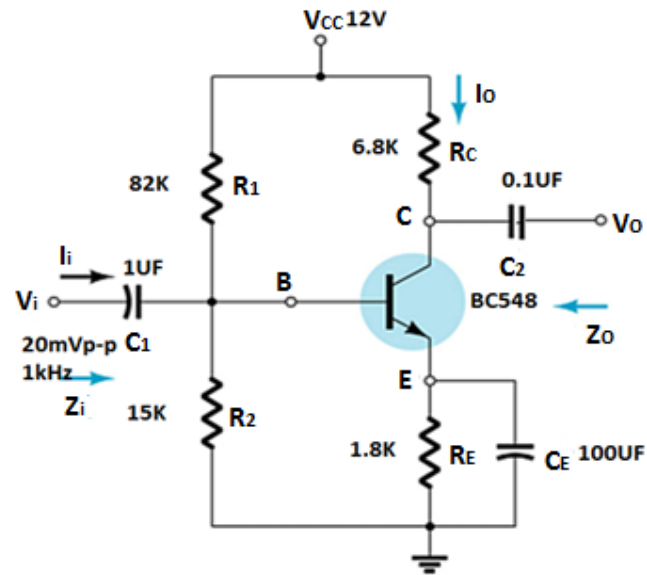 VCC 12V
IO
6.8K RC
82K R1
0.1UF
C VO
C2
Ii
1UF
B
BC548
Vi
C1
ZO
20mVp-p
1kHz
Zi
E
15K R2
1.8K RE CE 100UF